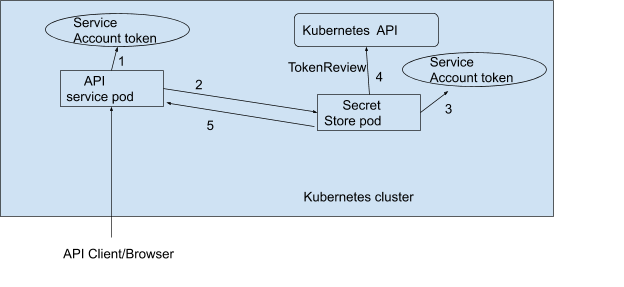 Service
Account token
Kubernetes API
1
TokenReview
4
Service
Account token
API
service pod
2
Secret
Store pod
3
5
Kubernetes cluster
API Client/Browser